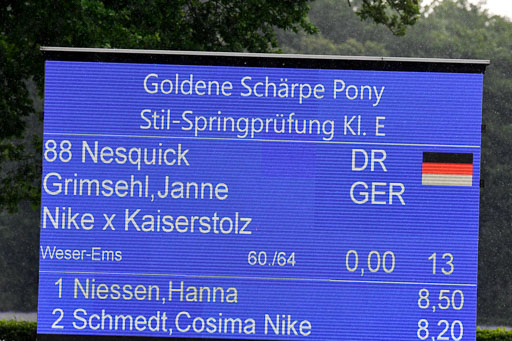 Goldene Schärpe Pony
Stil-Springprüfung Kl. E
88 Nesquick DR
Grimsehl,Janne GER
Nike x Kaiserstolz
Weser-Ems 60./64 0,00 13
1 Niessen,Hanna 8,50
2 Schmedt,Cosima Nike 8,20